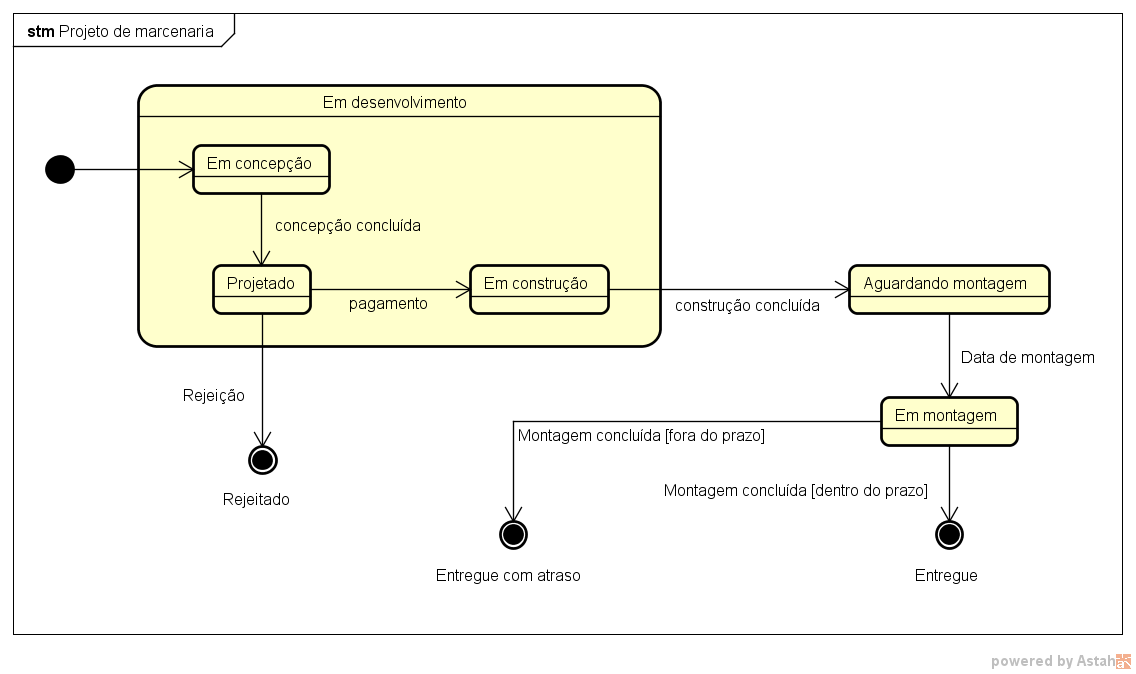 stm Projeto de marcenaria
Em desenvolvimento
Em concepção
concepção concluída
Projetado
pagamento
Em construção
construção concluída
Aguardando montagem
Data de montagem
Rejeição
Em montagem
Montagem concluída [fora do prazo]
Montagem concluída [dentro do prazo]
Rejeitado
Entregue com atraso
Entregue
powered by Astah